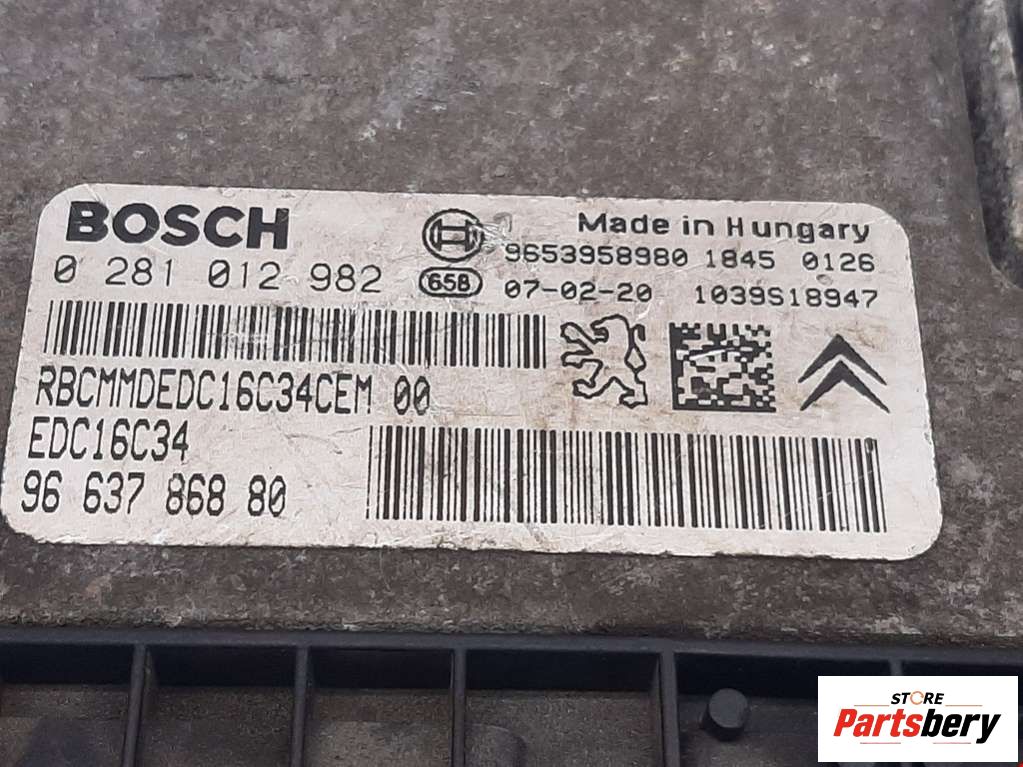 BOSCH
Made in Hungary
9653958980 1845 0126
0 281 012 982
65B
07-02-20 1039S18947
RBCMMDEDC16C34CEM 00
EDC16C34
96 637 868 80
STORE
Partsbery